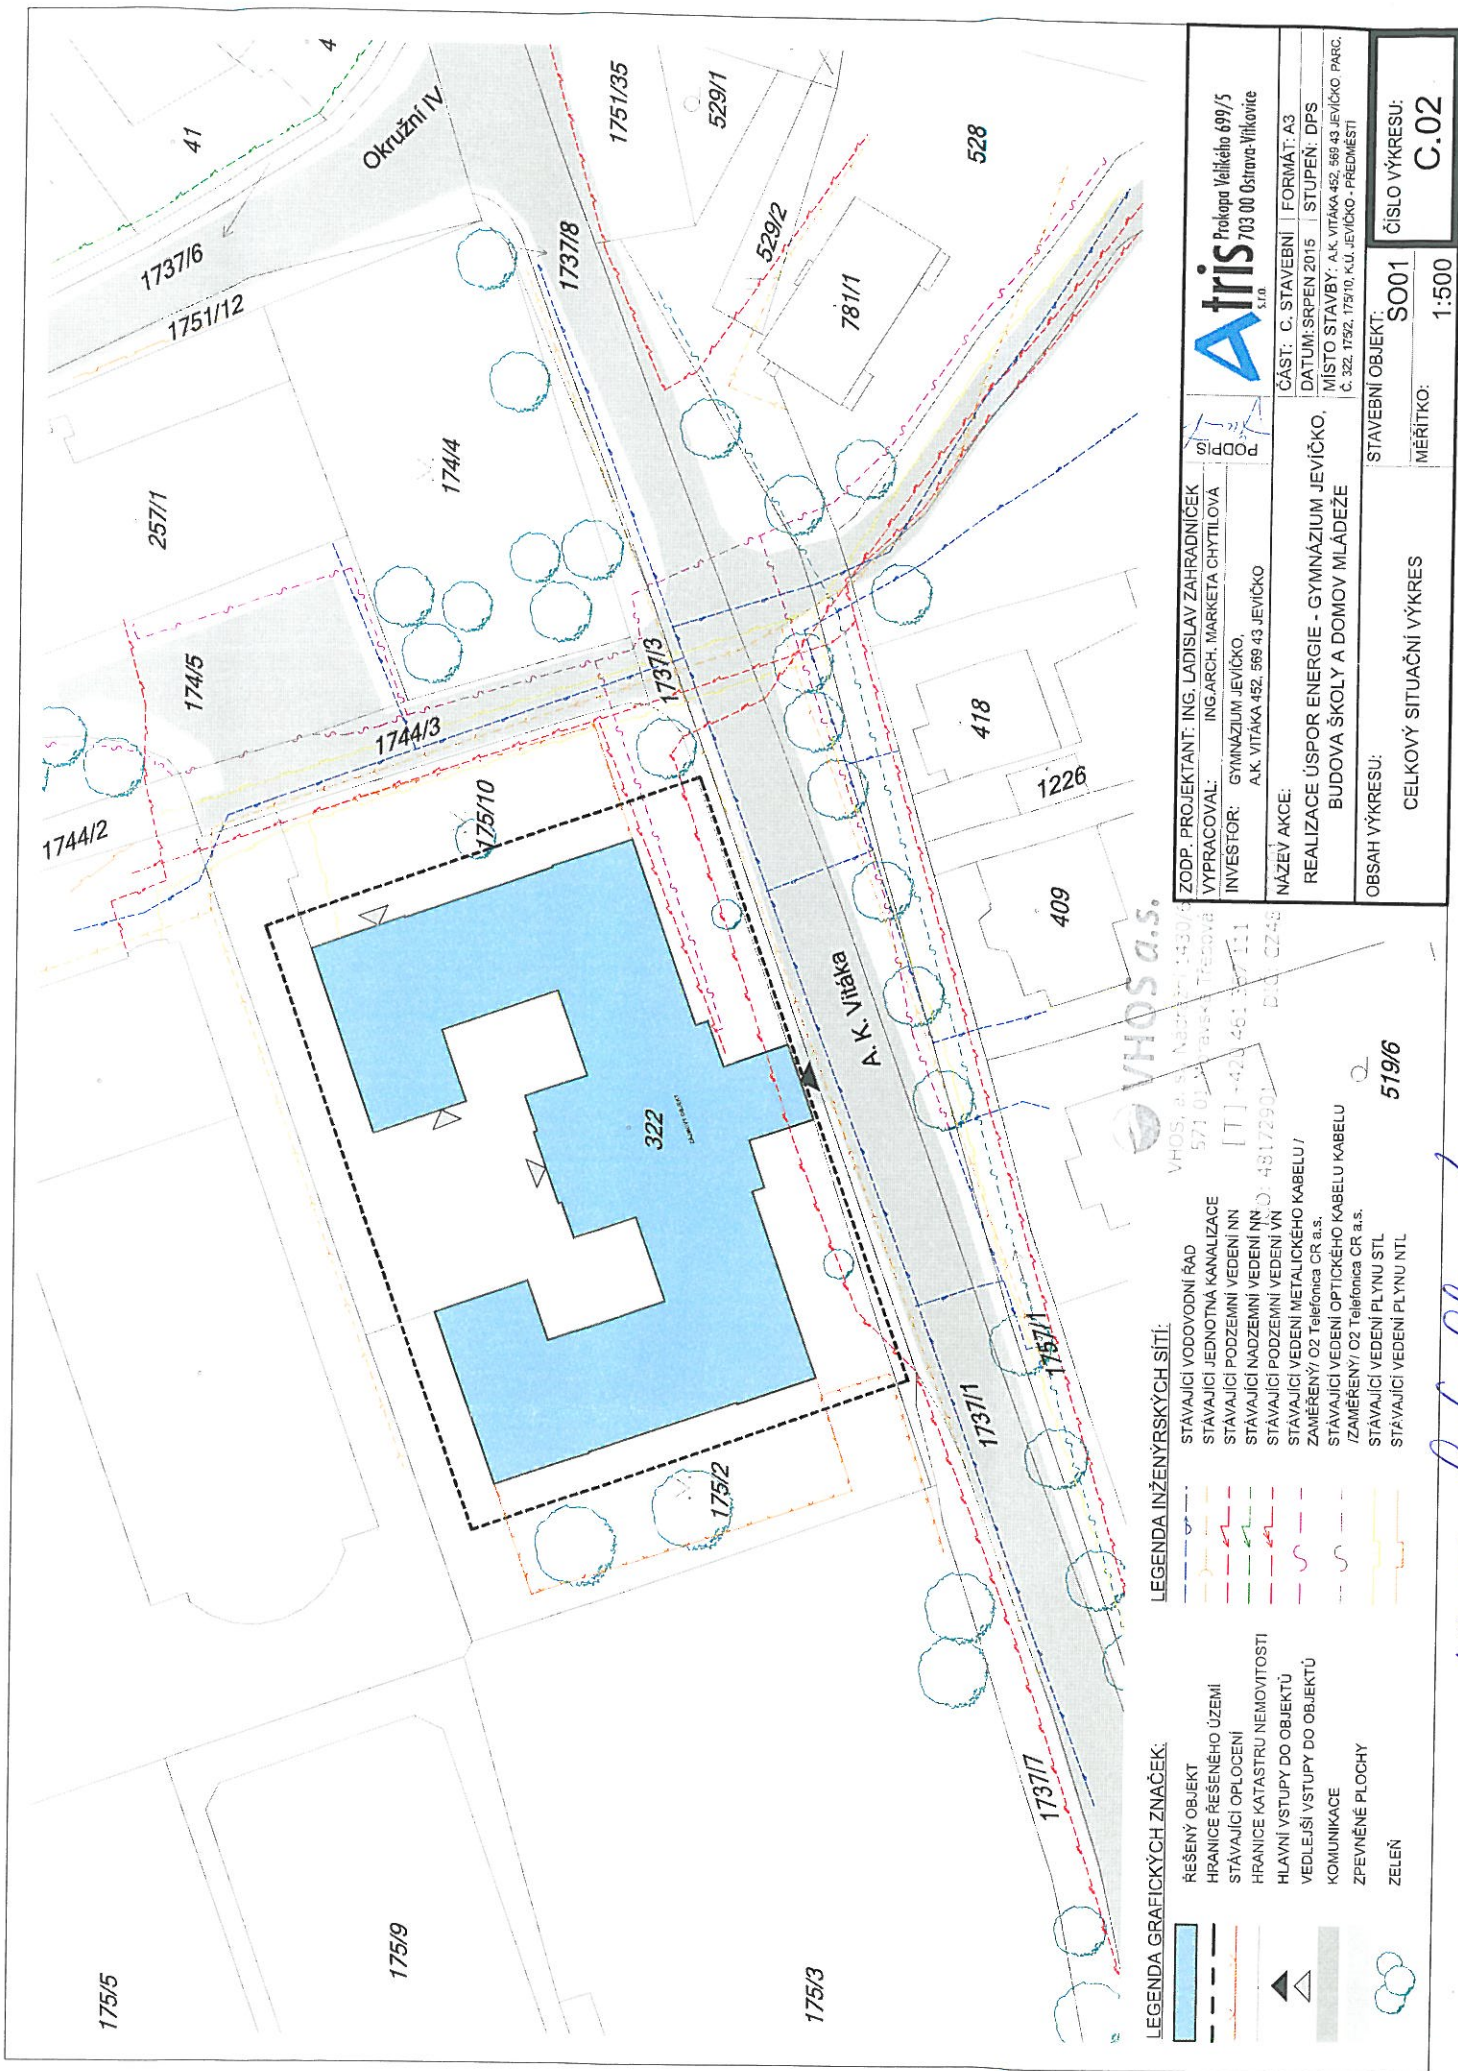 175/5
175/9
175/3
1737/7
175/2
1737/1
1757/1
322
A. K. Vitáka
175/10
1744/2
1744/3
174/5
1737/3
174/4
257/1
1751/12
1737/6
41
4
Okružní IV
1737/8
1751/35
529/1
529/2
528
781/1
418
1226
409
519/6
LEGENDA GRAFICKÝCH ZNAČEK:
ŘEŠENÝ OBJEKT
HRANICE ŘEŠENÉHO ÚZEMÍ
STÁVAJÍCÍ OPLOCENÍ
HRANICE KATASTRU NEMOVITOSTI
HLAVNÍ VSTUPY DO OBJEKTŮ
VEDLEJŠÍ VSTUPY DO OBJEKTŮ
KOMUNIKACE
ZPEVNĚNÉ PLOCHY
ZELEŇ
LEGENDA INŽENÝRSKÝCH SÍTÍ:
STÁVAJÍCÍ VODOVODNÍ ŘAD
STÁVAJÍCÍ JEDNOTNÁ KANALIZACE
STÁVAJÍCÍ PODZEMNÍ VEDENÍ NN
STÁVAJÍCÍ NADZEMNÍ VEDENÍ NN
STÁVAJÍCÍ PODZEMNÍ VEDENÍ VN
STÁVAJÍCÍ VEDENÍ METALICKÉHO KABELU /
ZAMĚŘENÝ/ O2 Telefonica CR a.s.
STÁVAJÍCÍ VEDENÍ OPTICKÉHO KABELU KABELU
/ZAMĚŘENÝ/ O2 Telefonica CR a.s.
STÁVAJÍCÍ VEDENÍ PLYNU STL
STÁVAJÍCÍ VEDENÍ PLYNU NTL
VHOS a.s.
VHOS, a.s.
571 01
ZODP. PROJEKTANT: ING. LADISLAV ZAHRADNÍČEK
VYPRACOVAL: ING.ARCH. MARKETA CHYTILOVÁ
INVESTOR: GYMNÁZIUM JEVÍČKO,
A.K. VITÁKA 452, 569 43 JEVÍČKO
PODPIS
Atris s.r.o.
Prokopa Velikého 699/5
703 00 Ostrava-Vítkovice
NÁZEV AKCE:
REALIZACE ÚSPOR ENERGIE - GYMNÁZIUM JEVÍČKO,
BUDOVA ŠKOLY A DOMOV MLÁDEŽE
ČÁST: C. STAVEBNÍ
FORMÁT: A3
DATUM: SRPEN 2015
STUPEŇ: DPS
MÍSTO STAVBY: A.K. VITÁKA 452, 569 43 JEVÍČKO, PARC.
Č. 322, 175/2, 175/10, K.Ú. JEVÍČKO - PŘEDMĚSTÍ
OBSAH VÝKRESU:
CELKOVÝ SITUAČNÍ VÝKRES
STAVEBNÍ OBJEKT:
SO01
MĚŘÍTKO:
1:500
ČÍSLO VÝKRESU:
C.02